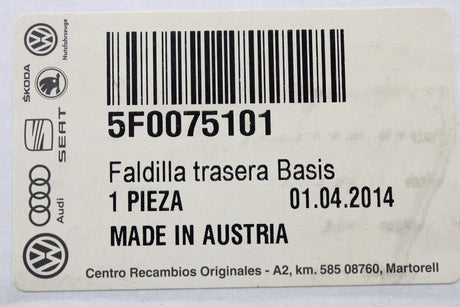 Nutzfahrzeuge
ŠKODA
SEAT
Audi
5F0075101
Faldilla trasera Basis
1 PIEZA 01.04.2014
MADE IN AUSTRIA
Centro Recambios Originales - A2, km. 585 08760, Martorell